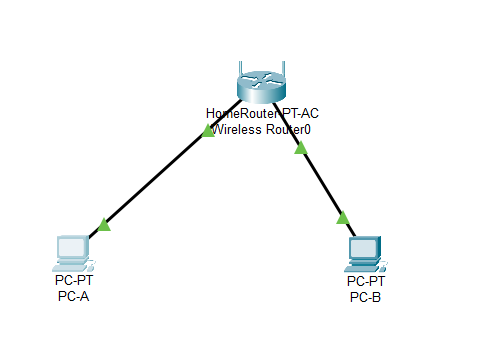 HomeRouter-PT-AC
Wireless Router0
PC-PT
PC-A
PC-PT
PC-B